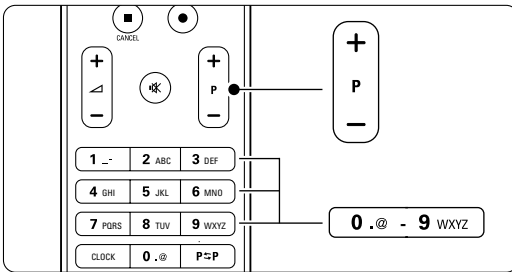 CANCEL
+ + +
P P
− − −
1 _- 2 ABC 3 DEF
4 GHI 5 JKL 6 MNO
7 PQRS 8 TUV 9 WXYZ 0 .@ - 9 WXYZ
CLOCK 0 .@ P⇆P